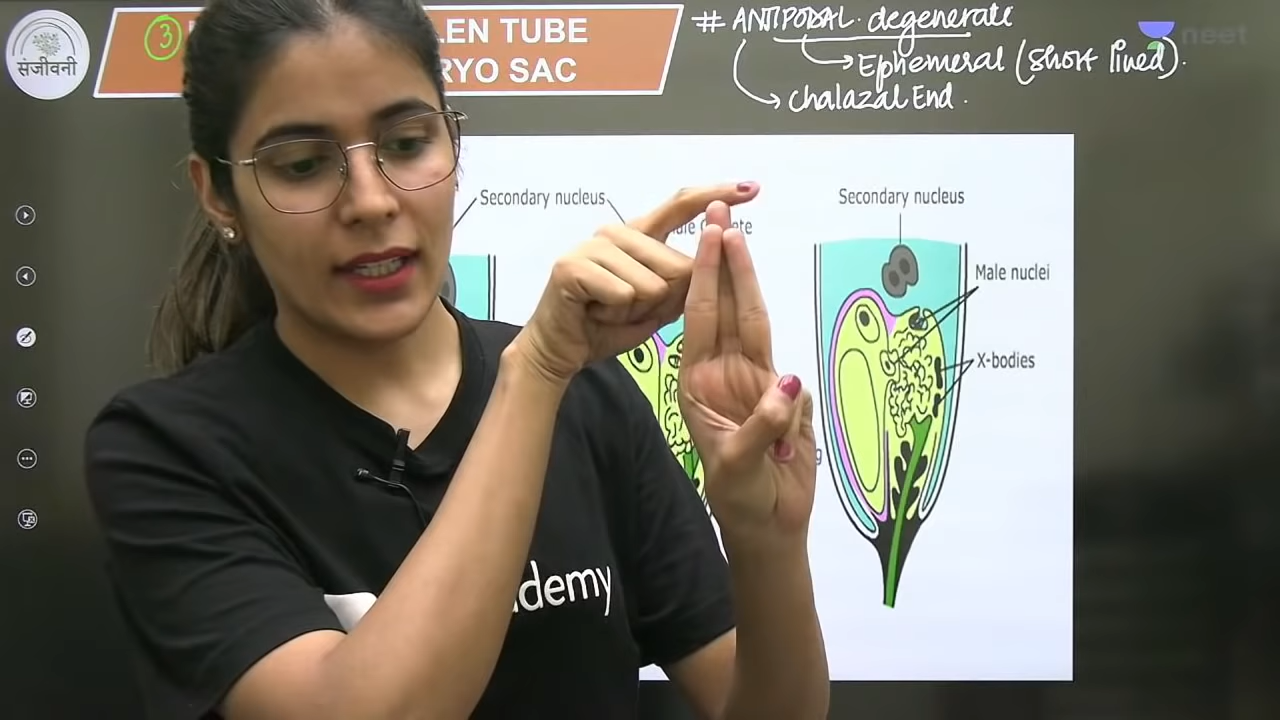 संजीवनी
3
LEN TUBE
RYO SAC
# ANTIPODAL. degenerate
Ephemeral (short lived).
Chalazal End.
neet
Secondary nucleus
Secondary nucleus
Male nuclei
X-bodies
ademy